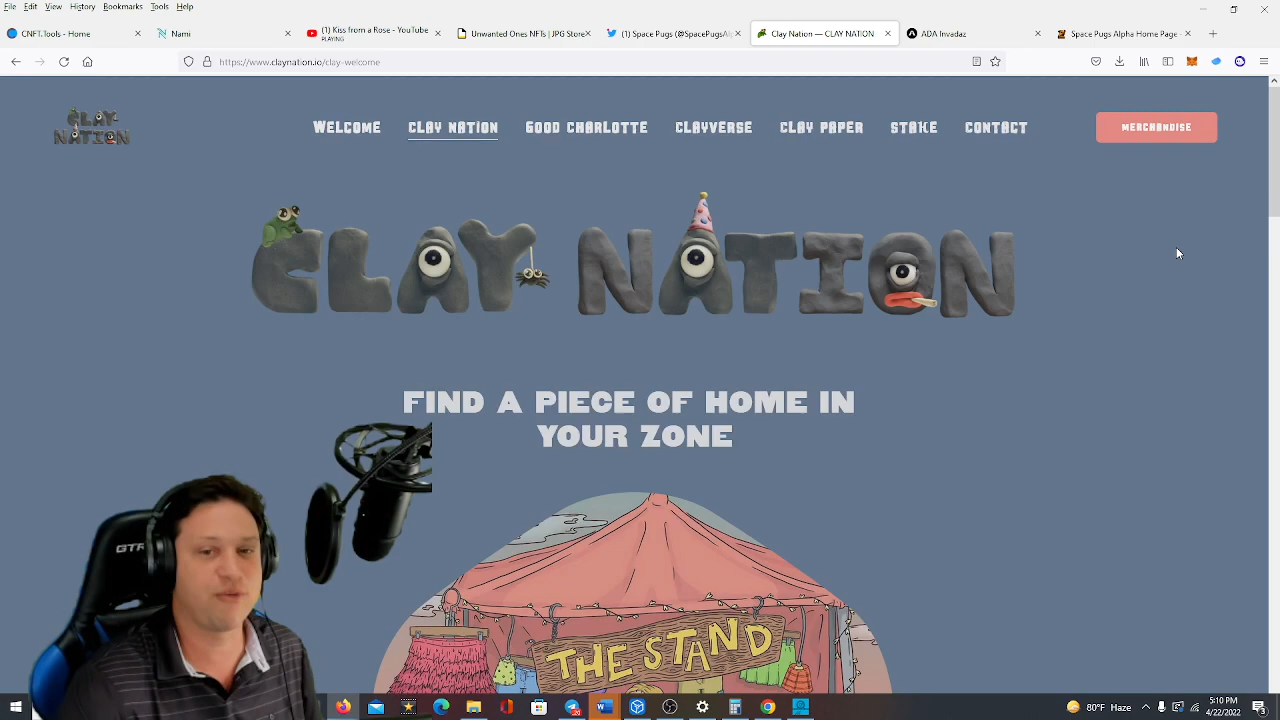 File Edit View History Bookmarks Tools Help
CNFT.Tools - Home
Nami
(1) Kiss from a Rose - YouTube
PLAYING
Unwanted Ones NFTs | JPG Store
(1) Space Pugs (@SpacePugsAl
Clay Nation — CLAY NATION
ADA Invadaz
Space Pugs Alpha Home Page -
https://www.claynation.io/clay-welcome
CLAY NATION
WELCOME
CLAY NATION
GOOD CHARLOTTE
CLAYVERSE
CLAY PAPER
STAKE
CONTACT
MERCHANDISE
CLAY NATION
FIND A PIECE OF HOME IN
YOUR ZONE
THE STAND
GTR
80°F Haze
5:10 PM
4/22/2022